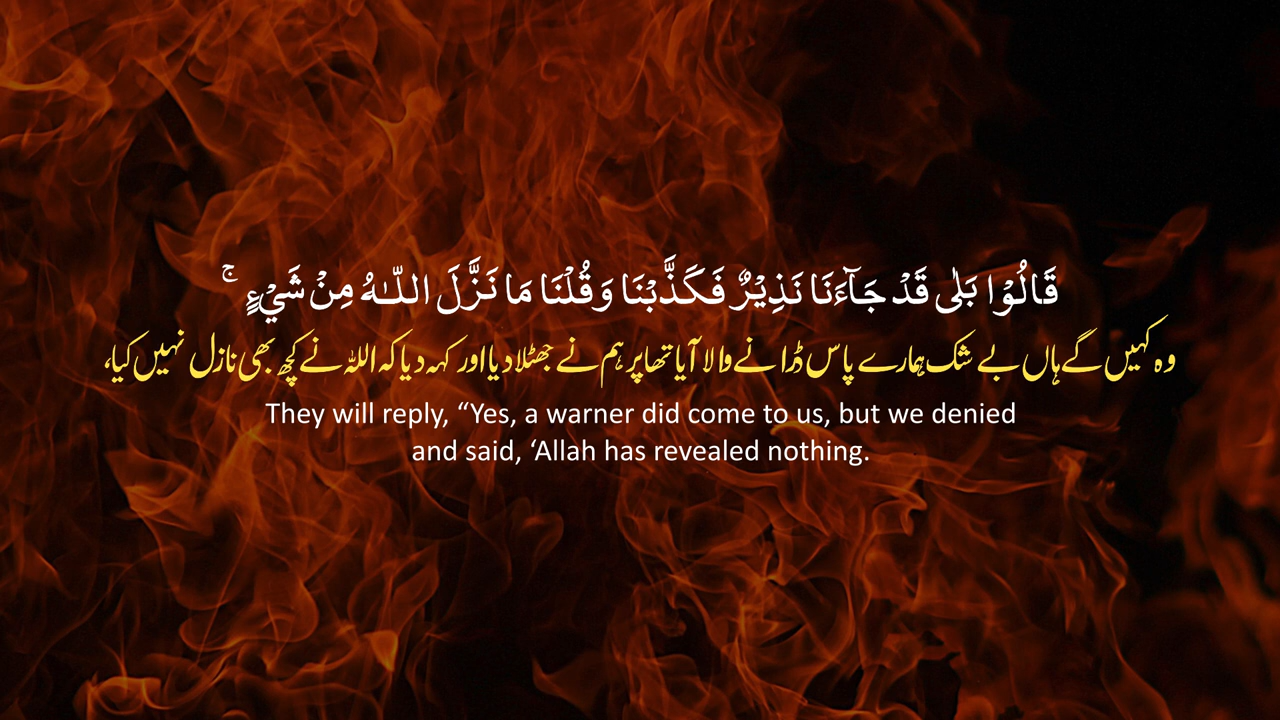 قَالُوْا بَلٰى قَدْ جَآءَنَا نَذِيْرٌ فَكَذَّبْنَا وَقُلْنَا مَا نَزَّلَ اللّٰهُ مِنْ شَيْءٍ ۚ
وہ کہیں گے ہاں بے شک ہمارے پاس ڈرانے والا آیا تھا پر ہم نے جھٹلا دیا اور کہہ دیا کہ اللہ نے کچھ بھی نازل نہیں کیا،
They will reply, “Yes, a warner did come to us, but we denied
and said, ‘Allah has revealed nothing.